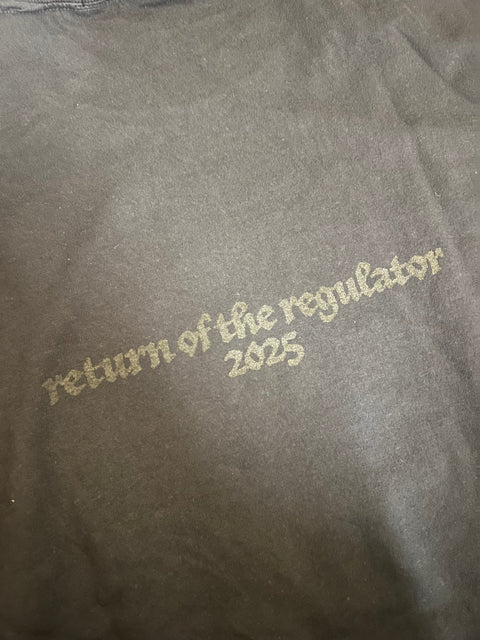 return of the regulator
2025